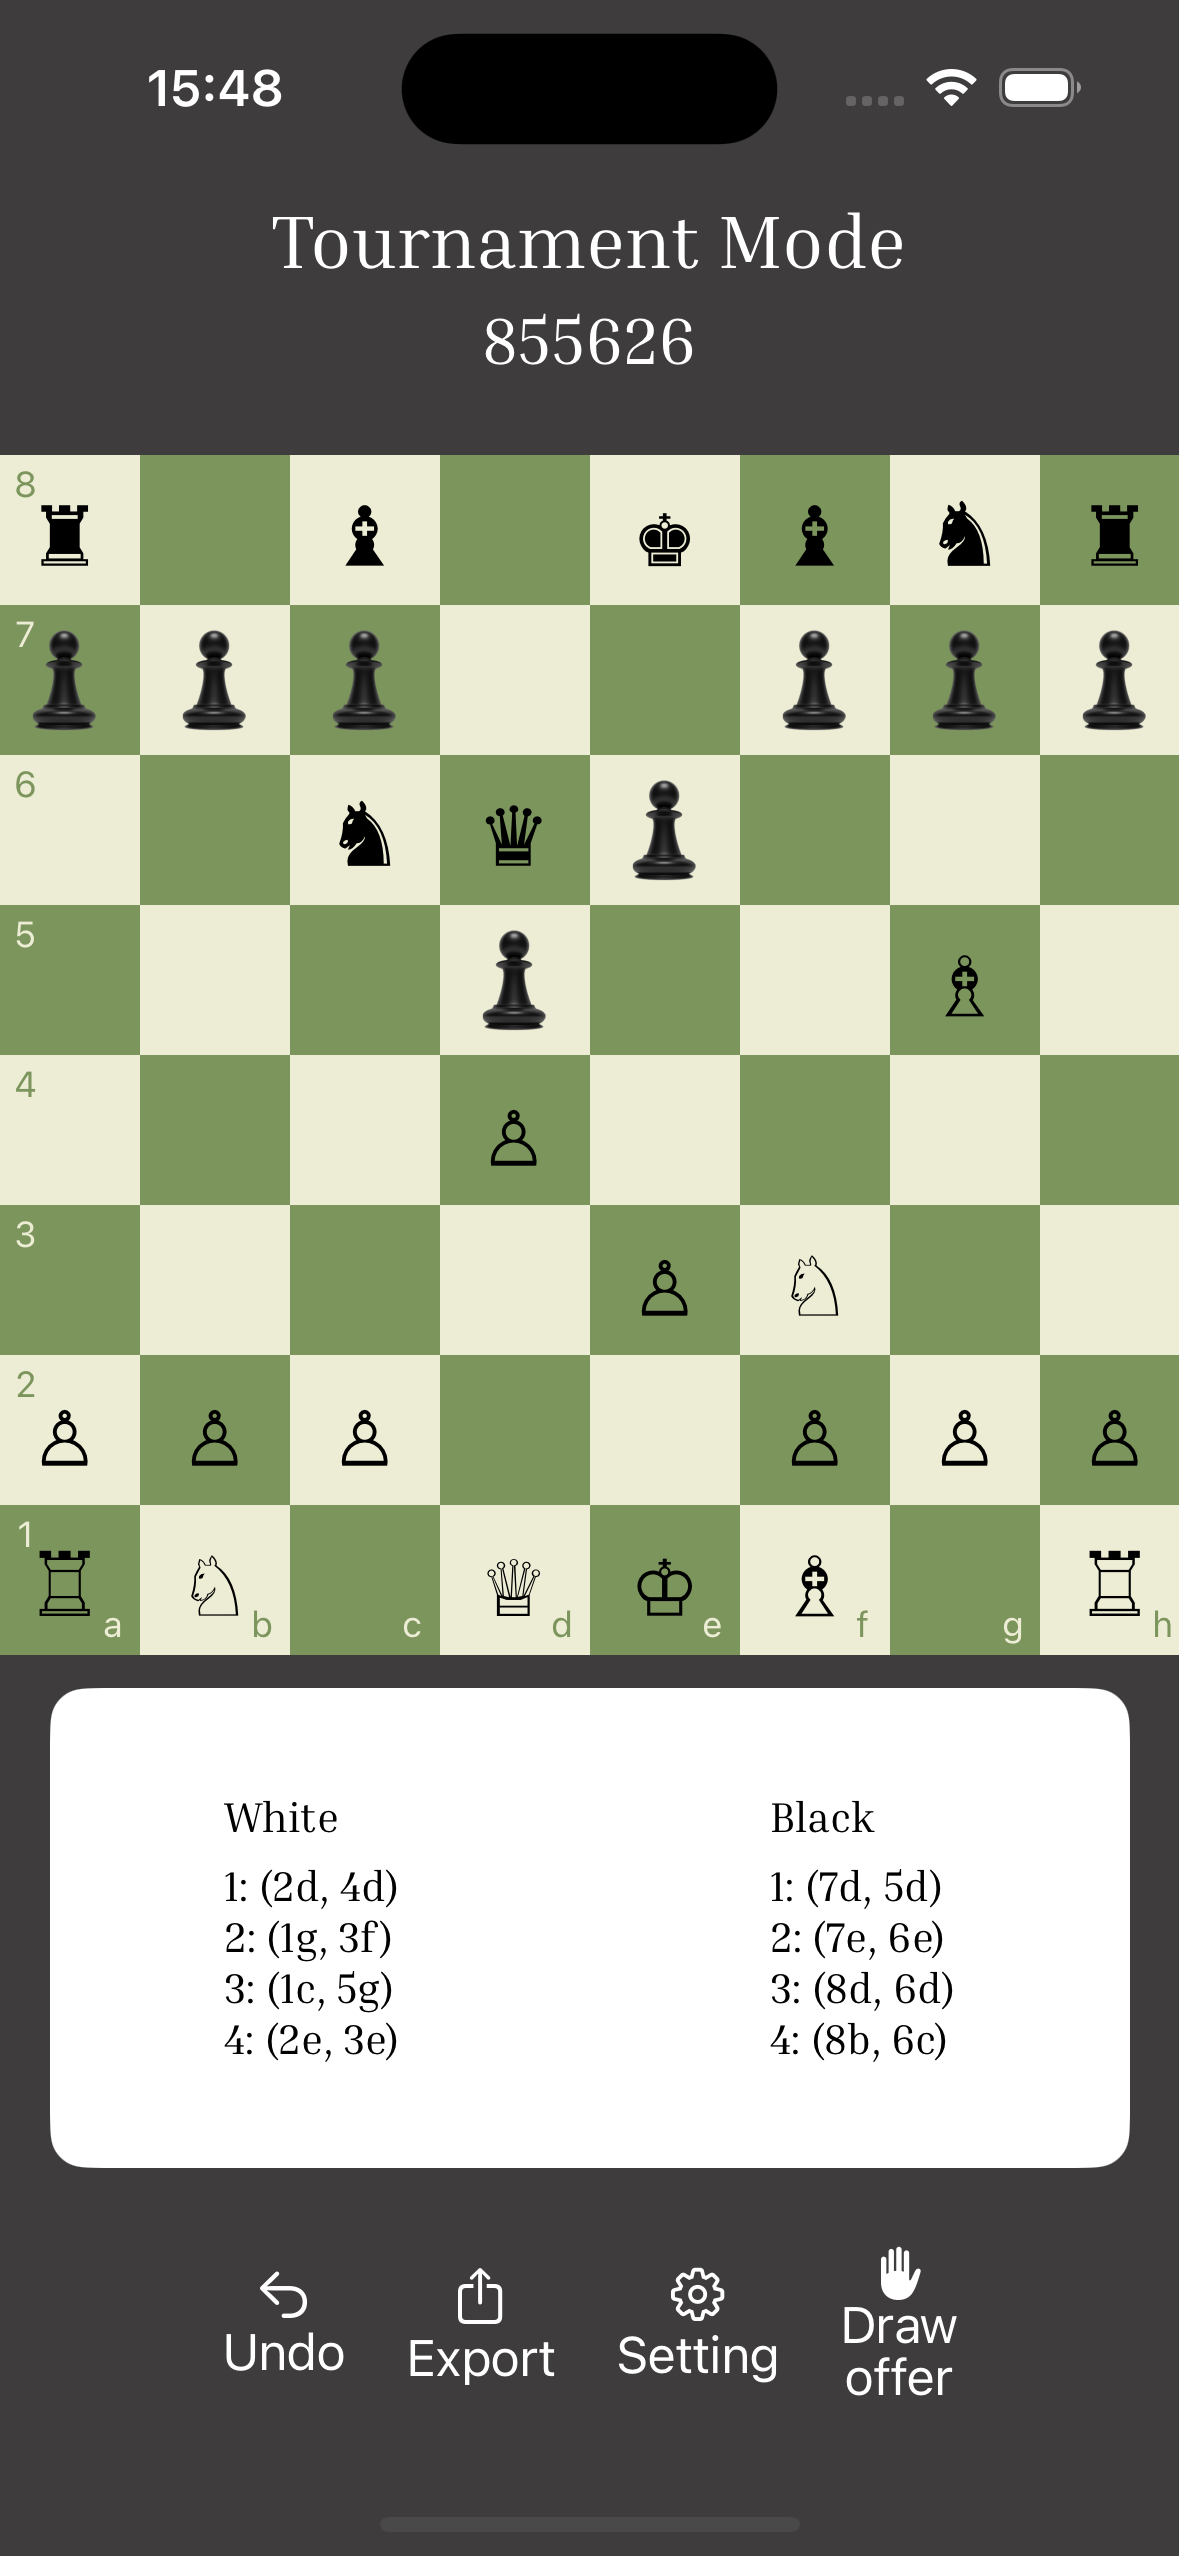 15:48
Tournament Mode
855626
8
7
6
5
4
3
2
1
a b c d e f g h
White
1: (2d, 4d)
2: (1g, 3f)
3: (1c, 5g)
4: (2e, 3e)
Black
1: (7d, 5d)
2: (7e, 6e)
3: (8d, 6d)
4: (8b, 6c)
Undo
Export
Setting
Draw
offer